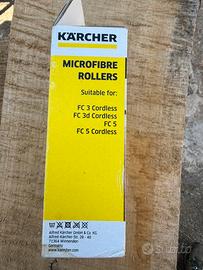 KÄRCHER
MICROFIBRE
ROLLERS
Suitable for:
FC 3 Cordless
FC 3d Cordless
FC 5
FC 5 Cordless
Alfred Kärcher GmbH & Co. KG
Alfred-Kärcher-Str. 28 - 40
71364 Winnenden
Germany
www.kaercher.com